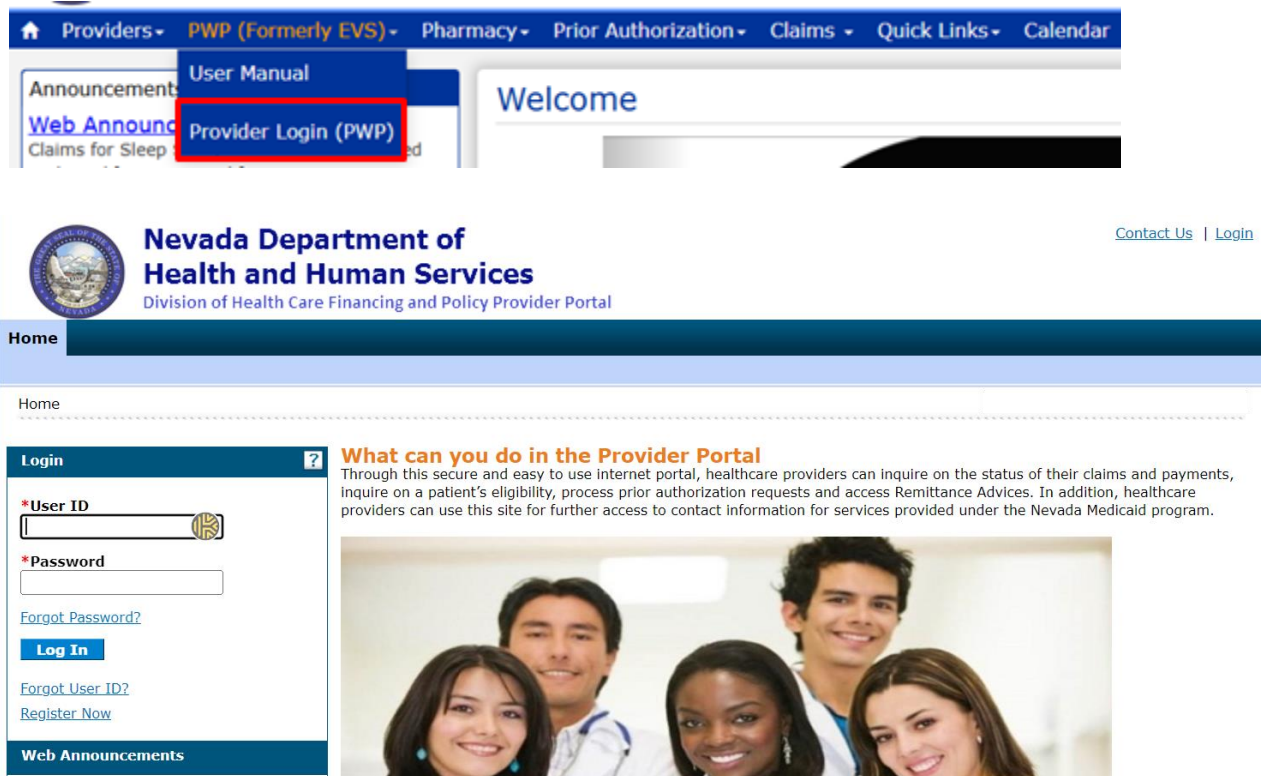 Providers PWP (Formerly EVS) Pharmacy Prior Authorization Claims Quick Links Calendar
User Manual
Provider Login (PWP)
Announcement
Web Announc
Claims for Sleep
ed
Welcome
Nevada Department of
Health and Human Services
Division of Health Care Financing and Policy Provider Portal
Contact Us | Login
Home
Home
Login ?
*User ID
*Password
Forgot Password?
Log In
Forgot User ID?
Register Now
Web Announcements
What can you do in the Provider Portal
Through this secure and easy to use internet portal, healthcare providers can inquire on the status of their claims and payments,
inquire on a patient's eligibility, process prior authorization requests and access Remittance Advices. In addition, healthcare
providers can use this site for further access to contact information for services provided under the Nevada Medicaid program.